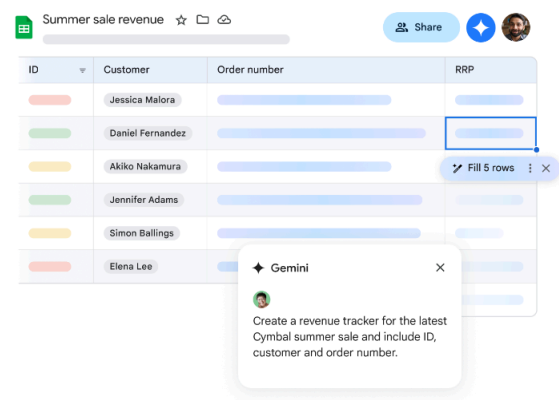 Summer sale revenue
Share
ID Customer Order number RRP
Jessica Malora
Daniel Fernandez
Akiko Nakamura
Fill 5 rows
Jennifer Adams
Simon Ballings
Elena Lee
Gemini
Create a revenue tracker for the latest
Cymbal summer sale and include ID,
customer and order number.